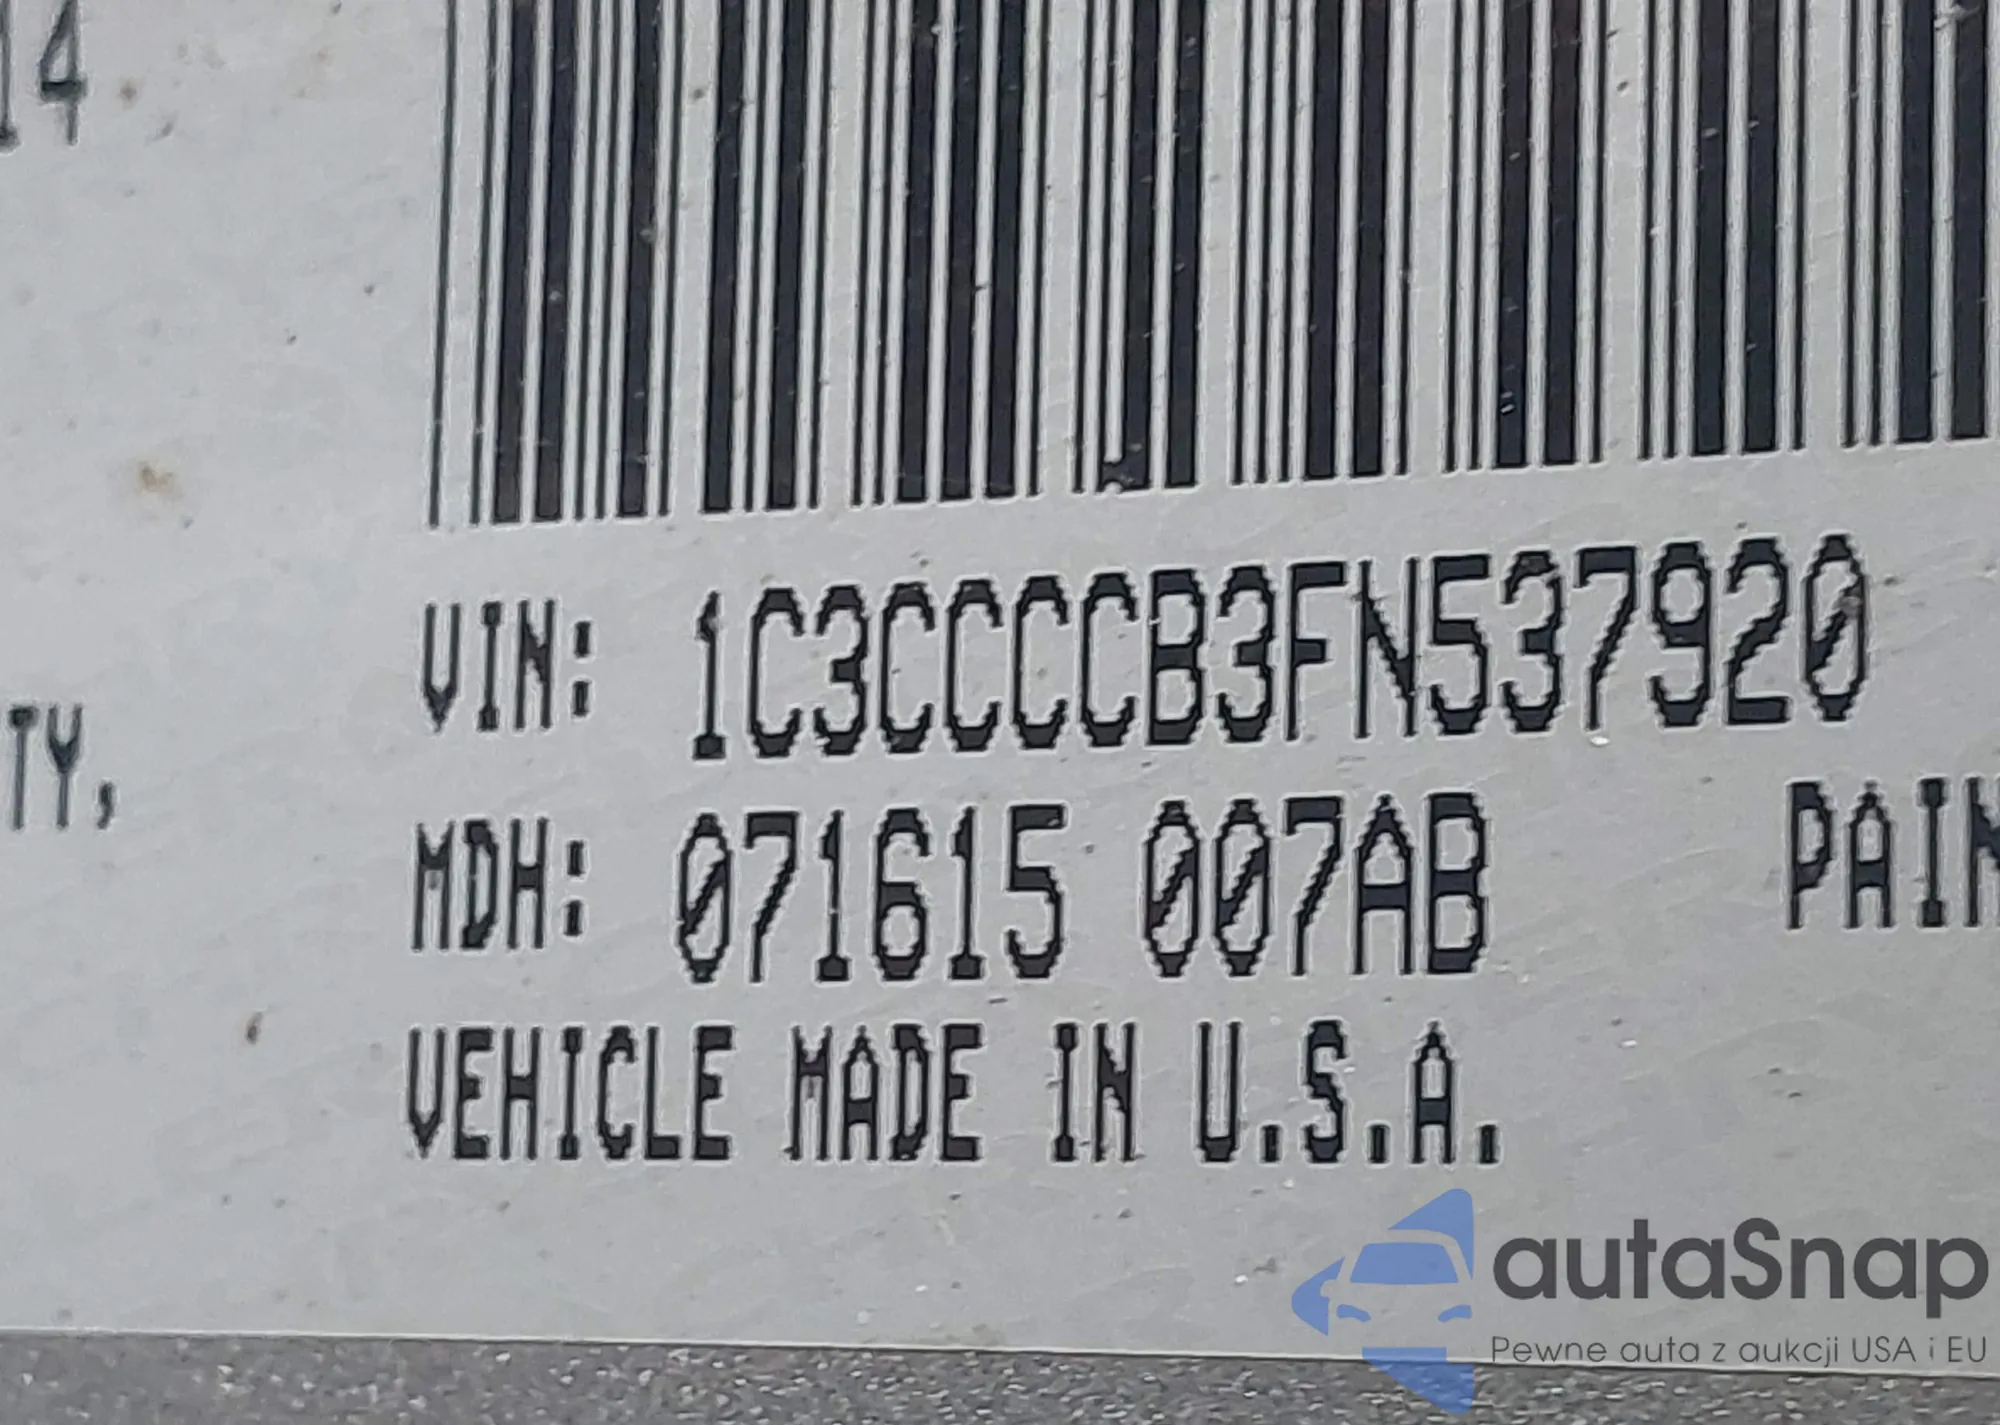 14
VIN: 1C3CCCCB3FN537920
TY,
MDH: 071615 007AB
PAIN
VEHICLE MADE IN U.S.A.
autaSnap
Pewne auta z aukcji USA i EU